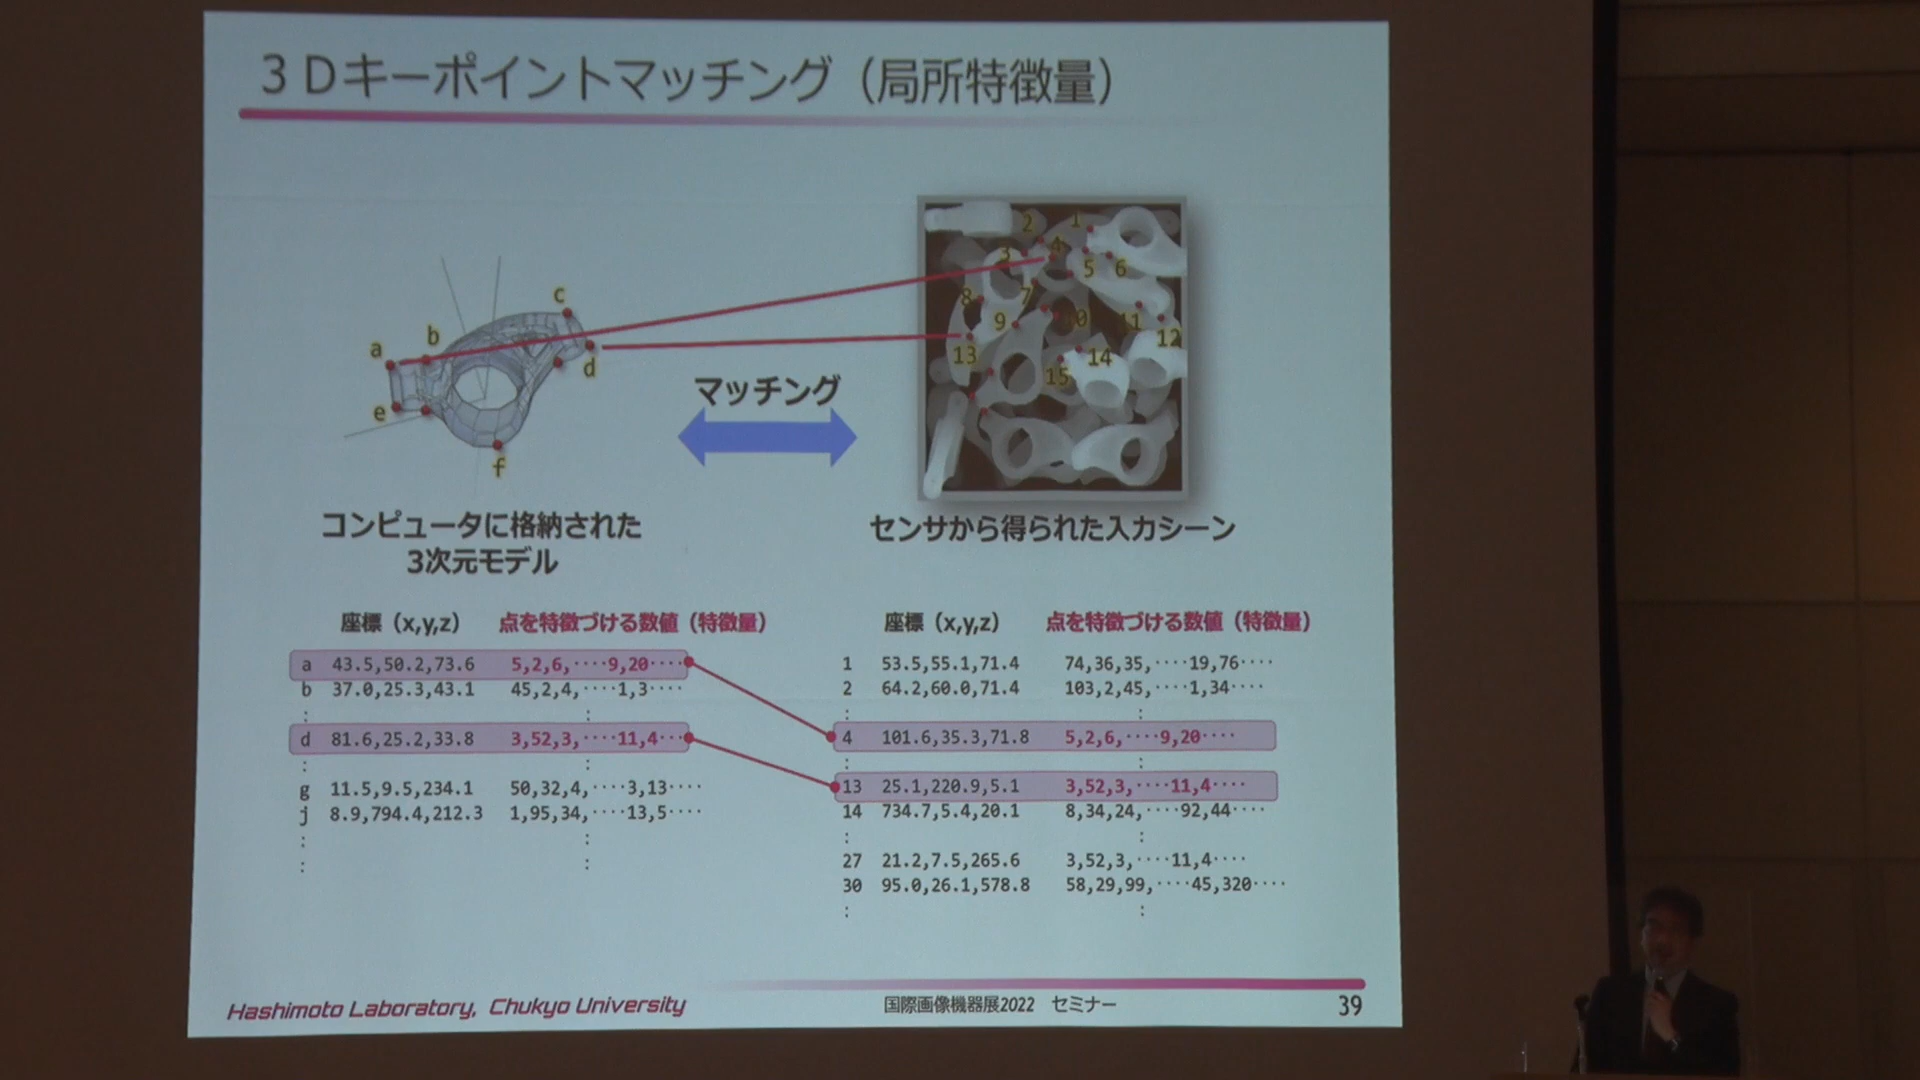 ３Ｄキーポイントマッチング（局所特徴量）
a
b
c
d
e
f
マッチング
1
2
3
4
5
6
7
8
9
10
11
12
13
14
15
コンピュータに格納された
3次元モデル
センサから得られた入力シーン
座標（x,y,z） 点を特徴づける数値（特徴量）
a 43.5,50.2,73.6 5,2,6,····9,20····
b 37.0,25.3,43.1 45,2,4,····1,3····
: :
d 81.6,25.2,33.8 3,52,3,····11,4····
: :
g 11.5,9.5,234.1 50,32,4,····3,13····
j 8.9,794.4,212.3 1,95,34,····13,5····
: :
: :
座標（x,y,z） 点を特徴づける数値（特徴量）
1 53.5,55.1,71.4 74,36,35,····19,76····
2 64.2,60.0,71.4 103,2,45,····1,34····
: :
4 101.6,35.3,71.8 5,2,6,····9,20····
: :
13 25.1,220.9,5.1 3,52,3,····11,4····
14 734.7,5.4,20.1 8,34,24,····92,44····
: :
27 21.2,7.5,265.6 3,52,3,····11,4····
30 95.0,26.1,578.8 58,29,99,····45,320····
: :
Hashimoto Laboratory, Chukyo University
国際画像機器展2022 セミナー
39